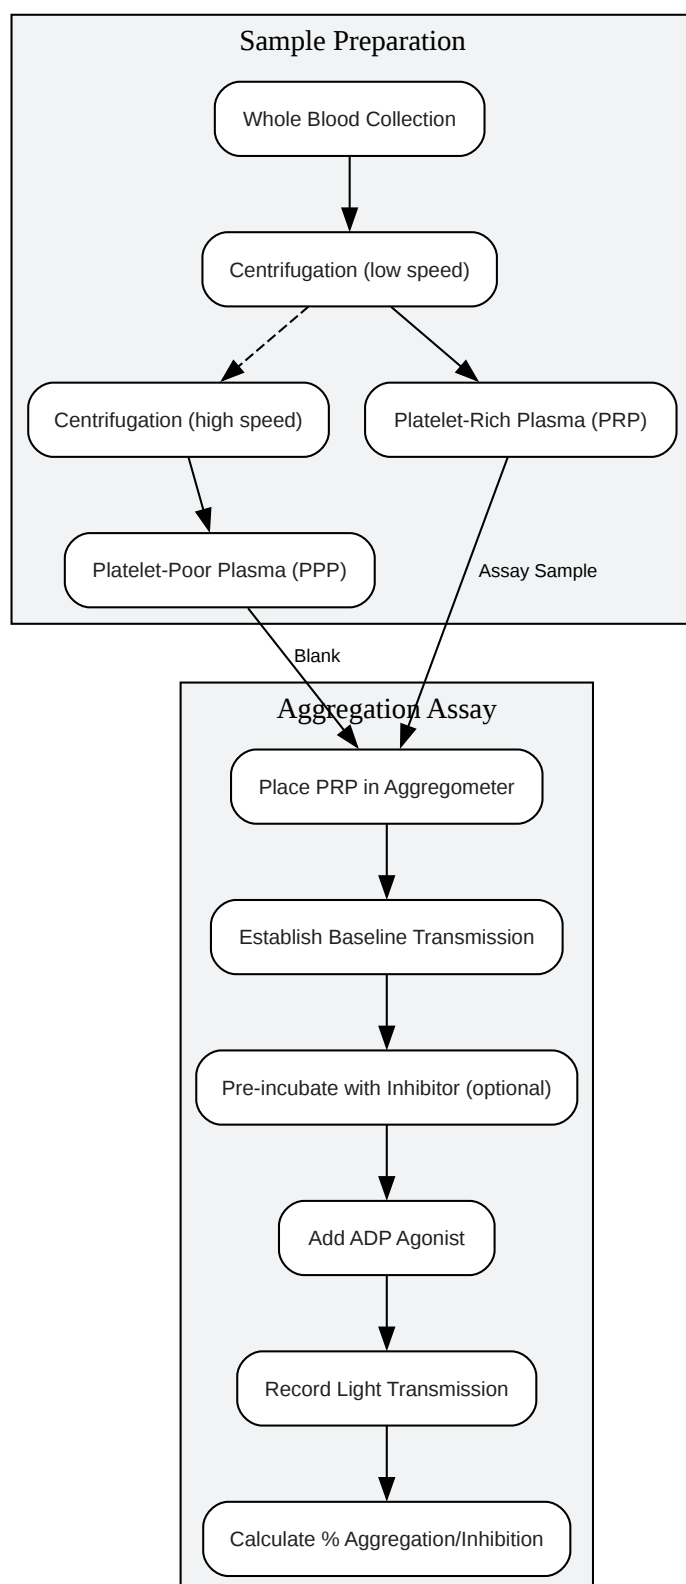 Sample Preparation
Whole Blood Collection
Centrifugation (low speed)
Centrifugation (high speed)
Platelet-Rich Plasma (PRP)
Platelet-Poor Plasma (PPP)
Assay Sample
Blank
Aggregation Assay
Place PRP in Aggregometer
Establish Baseline Transmission
Pre-incubate with Inhibitor (optional)
Add ADP Agonist
Record Light Transmission
Calculate % Aggregation/Inhibition